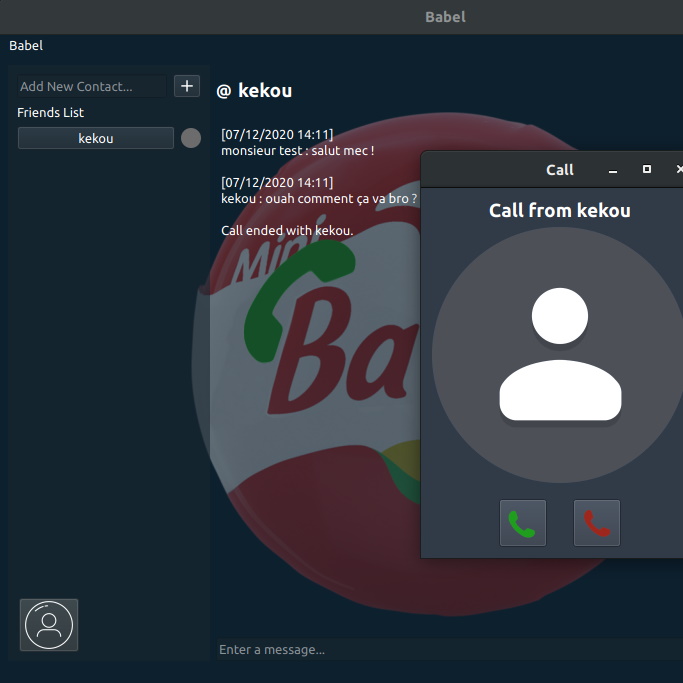 Babel
Babel
Add New Contact...
+
Friends List
kekou
@ kekou
[07/12/2020 14:11]
monsieur test : salut mec !
[07/12/2020 14:11]
kekou : ouah comment ça va bro ?
Call ended with kekou.
Mini
Ba
Call
Call from kekou
Enter a message...